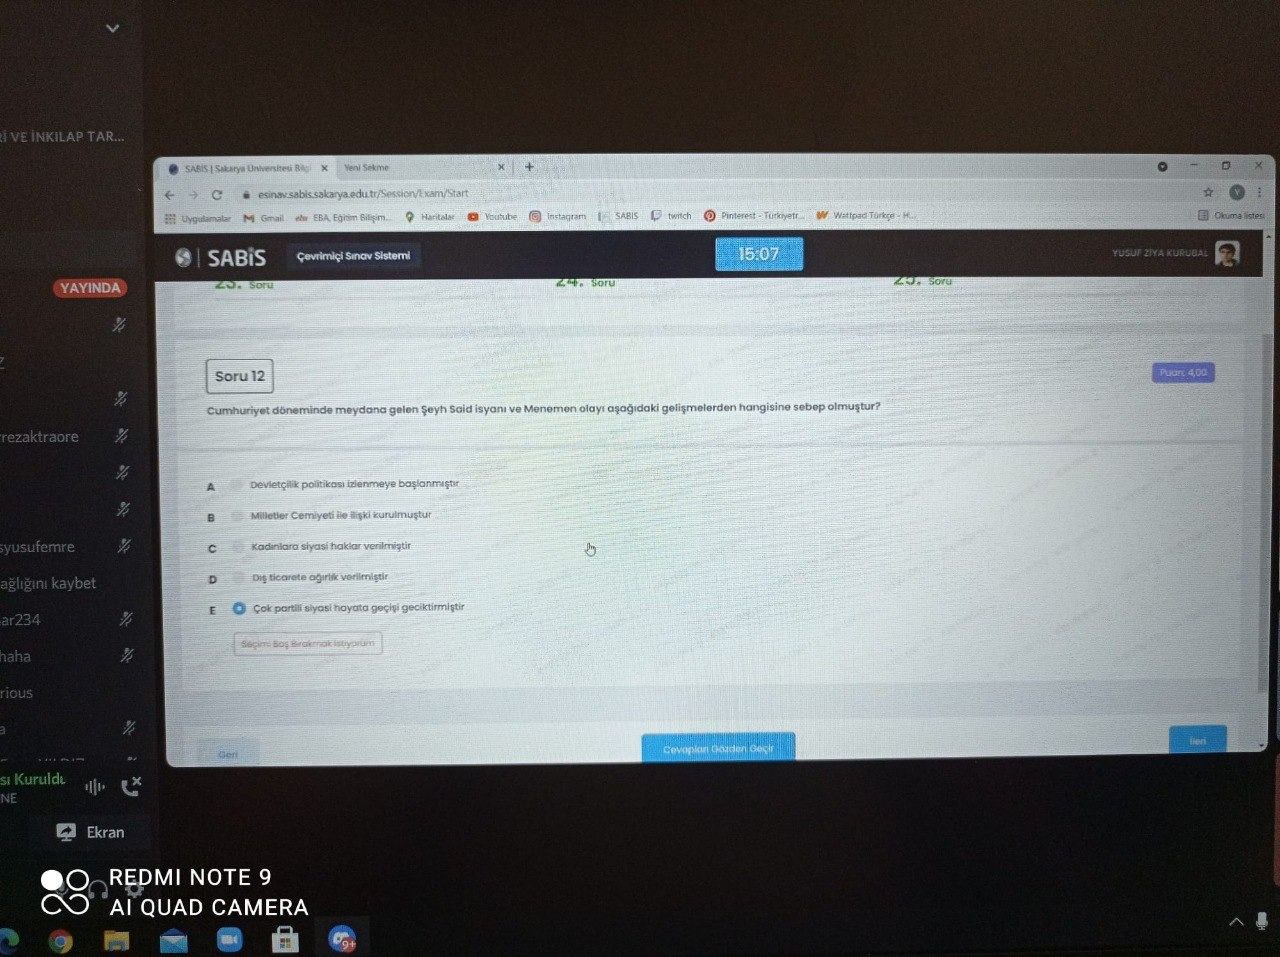 İ VE İNKILAP TAR...
SABİS | Sakarya Üniversitesi Bilgi
Yeni Sekme
esinav.sabis.sakarya.edu.tr/Session/Exam/Start
Uygulamalar
Gmail
EBA, Eğitim Bilişim...
Haritalar
Youtube
Instagram
SABİS
twitch
Pinterest - Türkiyetr...
Wattpad Türkçe - H...
Okuma listesi
SABİS
Çevrimiçi Sınav Sistemi
15:07
YUSUF ZİYA KURUBAL
YAYINDA
23. Soru
24. Soru
25. Soru
Soru 12
Puan: 4,00
Cumhuriyet döneminde meydana gelen Şeyh Said isyanı ve Menemen olayı aşağıdaki gelişmelerden hangisine sebep olmuştur?
A Devletçilik politikası izlenmeye başlanmıştır
B Milletler Cemiyeti ile ilişki kurulmuştur
C Kadınlara siyasi haklar verilmiştir
D Dış ticarete ağırlık verilmiştir
E Çok partili siyasi hayata geçişi geciktirmiştir
Seçimi Boş Bırakmak İstiyorum
Geri
Cevapları Gözden Geçir
İleri
rezaktraore
syusufemre
ağlığını kaybet
ar234
haha
rious
sı Kuruldu
NE
Ekran
REDMI NOTE 9
AI QUAD CAMERA
9+